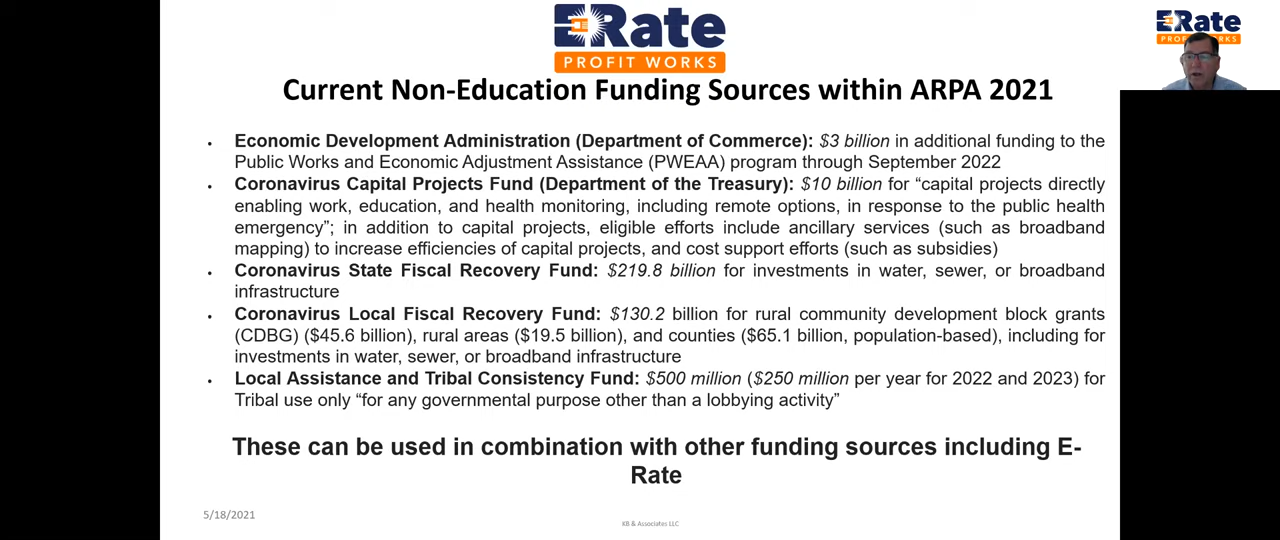 ERate
PROFIT WORKS
ERate
Current Non-Education Funding Sources within ARPA 2021
• Economic Development Administration (Department of Commerce): $3 billion in additional funding to the
Public Works and Economic Adjustment Assistance (PWEAA) program through September 2022
• Coronavirus Capital Projects Fund (Department of the Treasury): $10 billion for “capital projects directly
enabling work, education, and health monitoring, including remote options, in response to the public health
emergency”; in addition to capital projects, eligible efforts include ancillary services (such as broadband
mapping) to increase efficiencies of capital projects, and cost support efforts (such as subsidies)
• Coronavirus State Fiscal Recovery Fund: $219.8 billion for investments in water, sewer, or broadband
infrastructure
• Coronavirus Local Fiscal Recovery Fund: $130.2 billion for rural community development block grants
(CDBG) ($45.6 billion), rural areas ($19.5 billion), and counties ($65.1 billion, population-based), including for
investments in water, sewer, or broadband infrastructure
• Local Assistance and Tribal Consistency Fund: $500 million ($250 million per year for 2022 and 2023) for
Tribal use only “for any governmental purpose other than a lobbying activity”
These can be used in combination with other funding sources including E-
Rate
5/18/2021
KB & Associates LLC